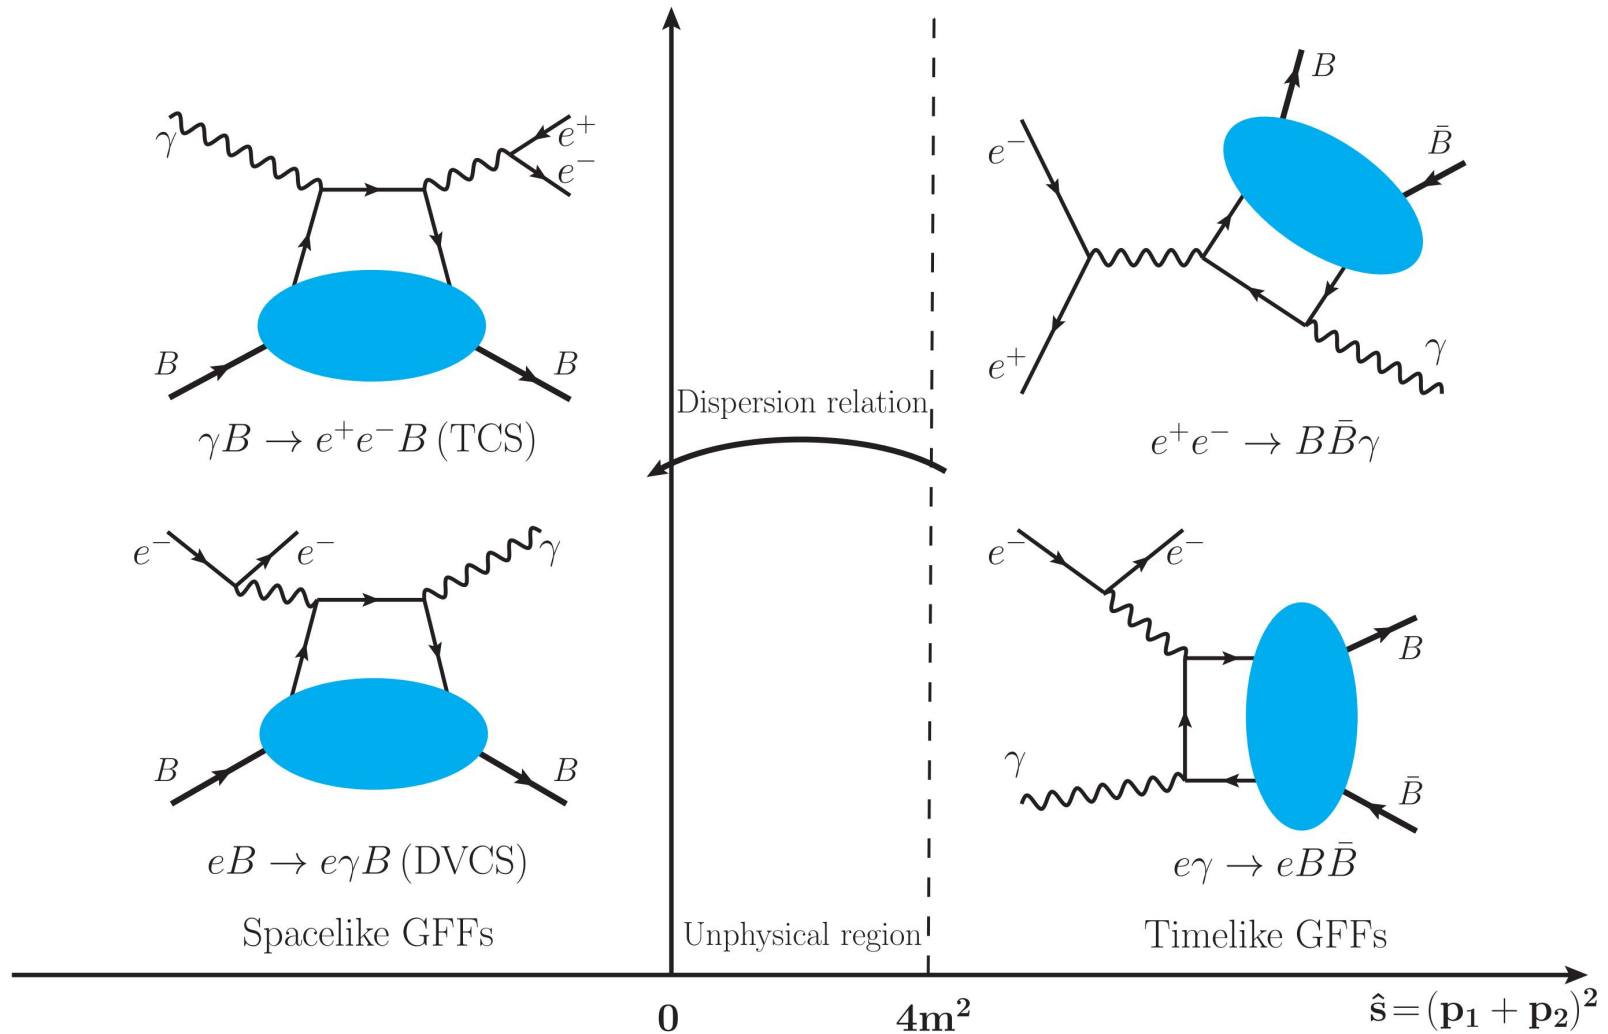 γ
e⁺
e⁻
B
B
γB → e⁺e⁻B (TCS)
e⁻
e⁻
γ
B
B
eB → eγB (DVCS)
Spacelike GFFs
Dispersion relation
Unphysical region
e⁻
e⁺
B
B̄
γ
e⁺e⁻ → BB̄γ
e⁻
e⁻
γ
B
B̄
eγ → eBB̄
Timelike GFFs
0
4m²
ŝ=(p₁ + p₂)²